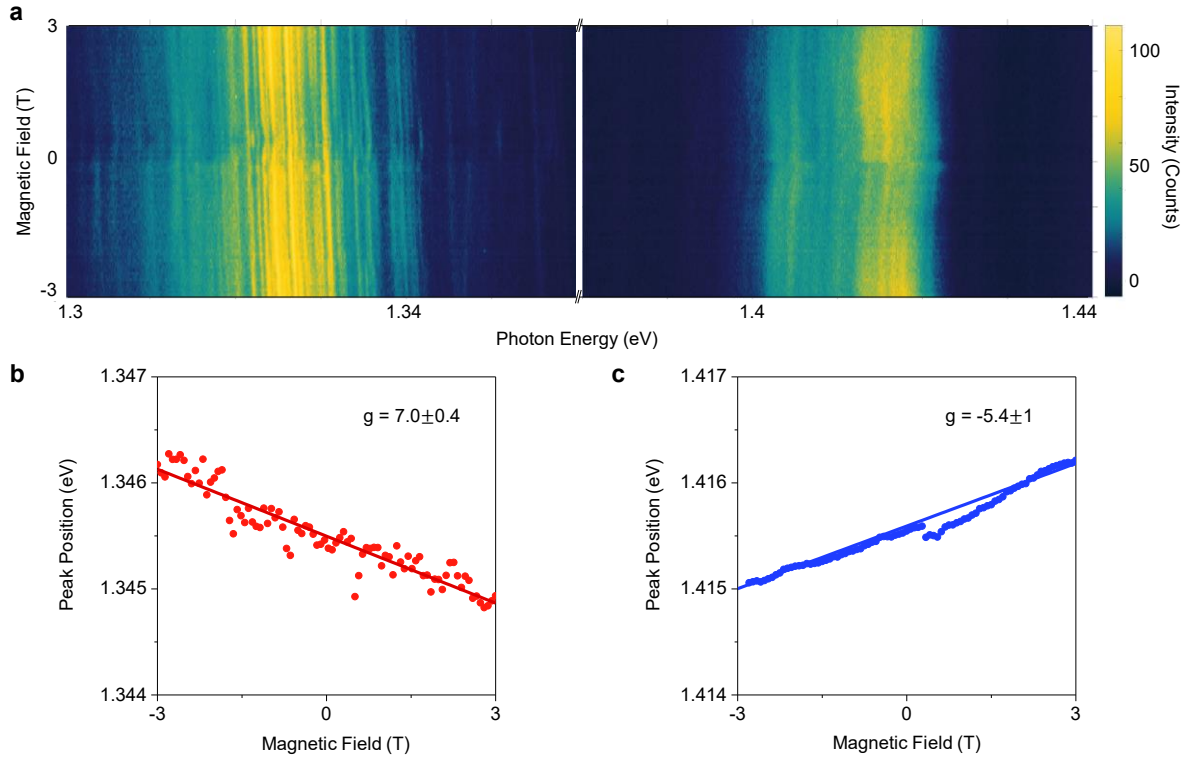 a
3
0
-3
Magnetic Field (T)
1.3
1.34
1.4
1.44
Photon Energy (eV)
100
50
0
Intensity (Counts)
b
1.347
1.346
1.345
1.344
Peak Position (eV)
g = 7.0±0.4
-3
0
3
Magnetic Field (T)
c
1.417
1.416
1.415
1.414
Peak Position (eV)
g = -5.4±1
-3
0
3
Magnetic Field (T)